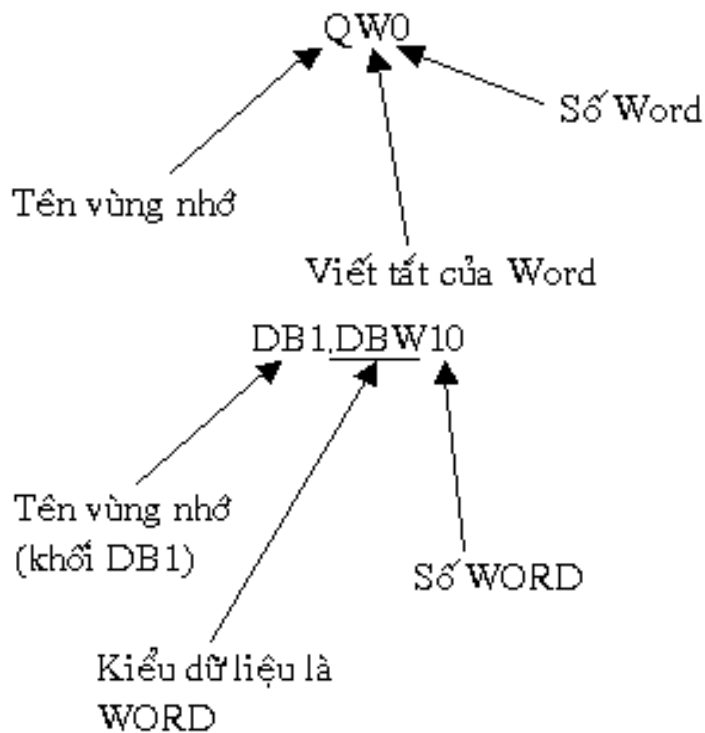 QW0
Số Word
Tên vùng nhớ
Viết tắt của Word
DB1.DBW10
Tên vùng nhớ
(khối DB1)
Số WORD
Kiểu dữ liệu là
WORD